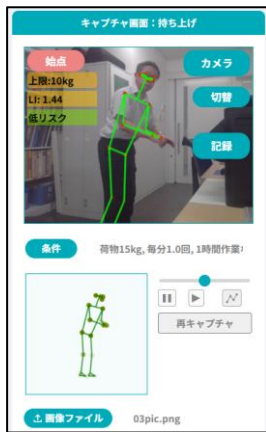 キャプチャ画面：持ち上げ
始点
カメラ
上限:10kg
切替
LI: 1.44
低リスク
記録
条件
荷物15kg, 毎分1.0回, 1時間作業
再キャプチャ
画像ファイル
03pic.png